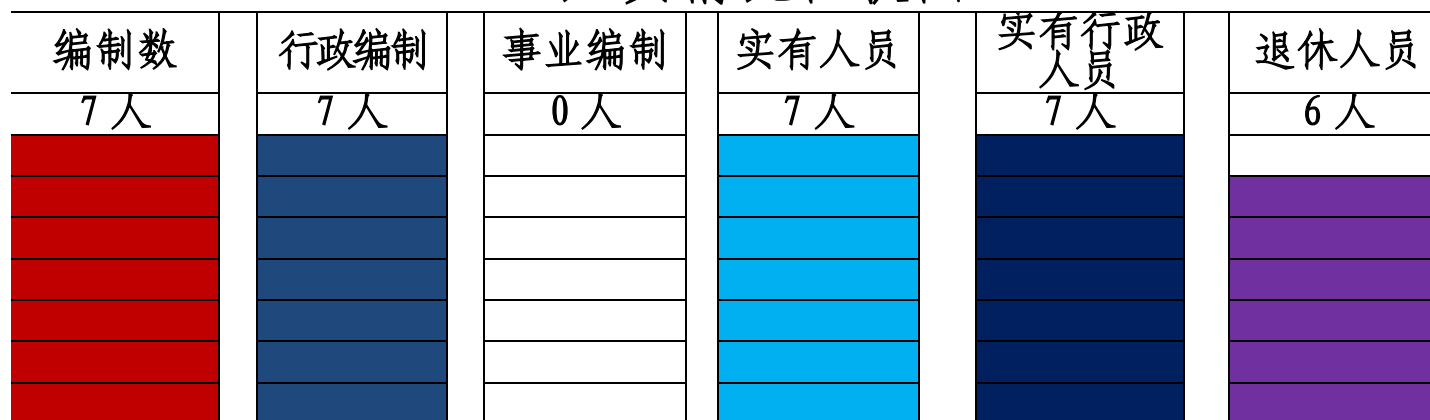 编制数 行政编制 事业编制 实有人员 实有行政人员 退休人员
7人 7人 0人 7人 7人 6人